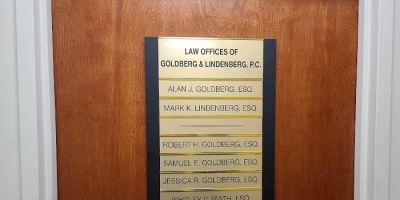 LAW OFFICES OF
GOLDBERG & LINDENBERG, P.C.
ALAN J. GOLDBERG, ESQ.
MARK K. LINDENBERG, ESQ.
ROBERT H. GOLDBERG, ESQ.
SAMUEL E. GOLDBERG, ESQ.
JESSICA R. GOLDBERG, ESQ.
WHITLEY V. SMITH, ESQ.